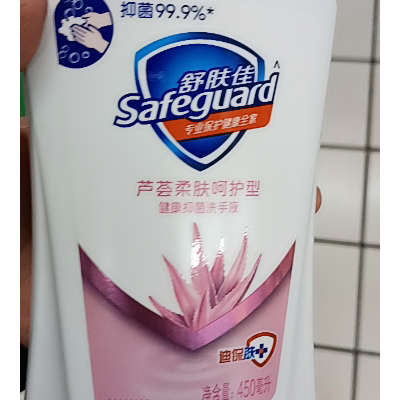 抑菌99.9%*
舒肤佳
Safeguard
专业保护健康全家
芦荟柔肤呵护型
健康抑菌洗手液
迪保肤
净含量: 450毫升